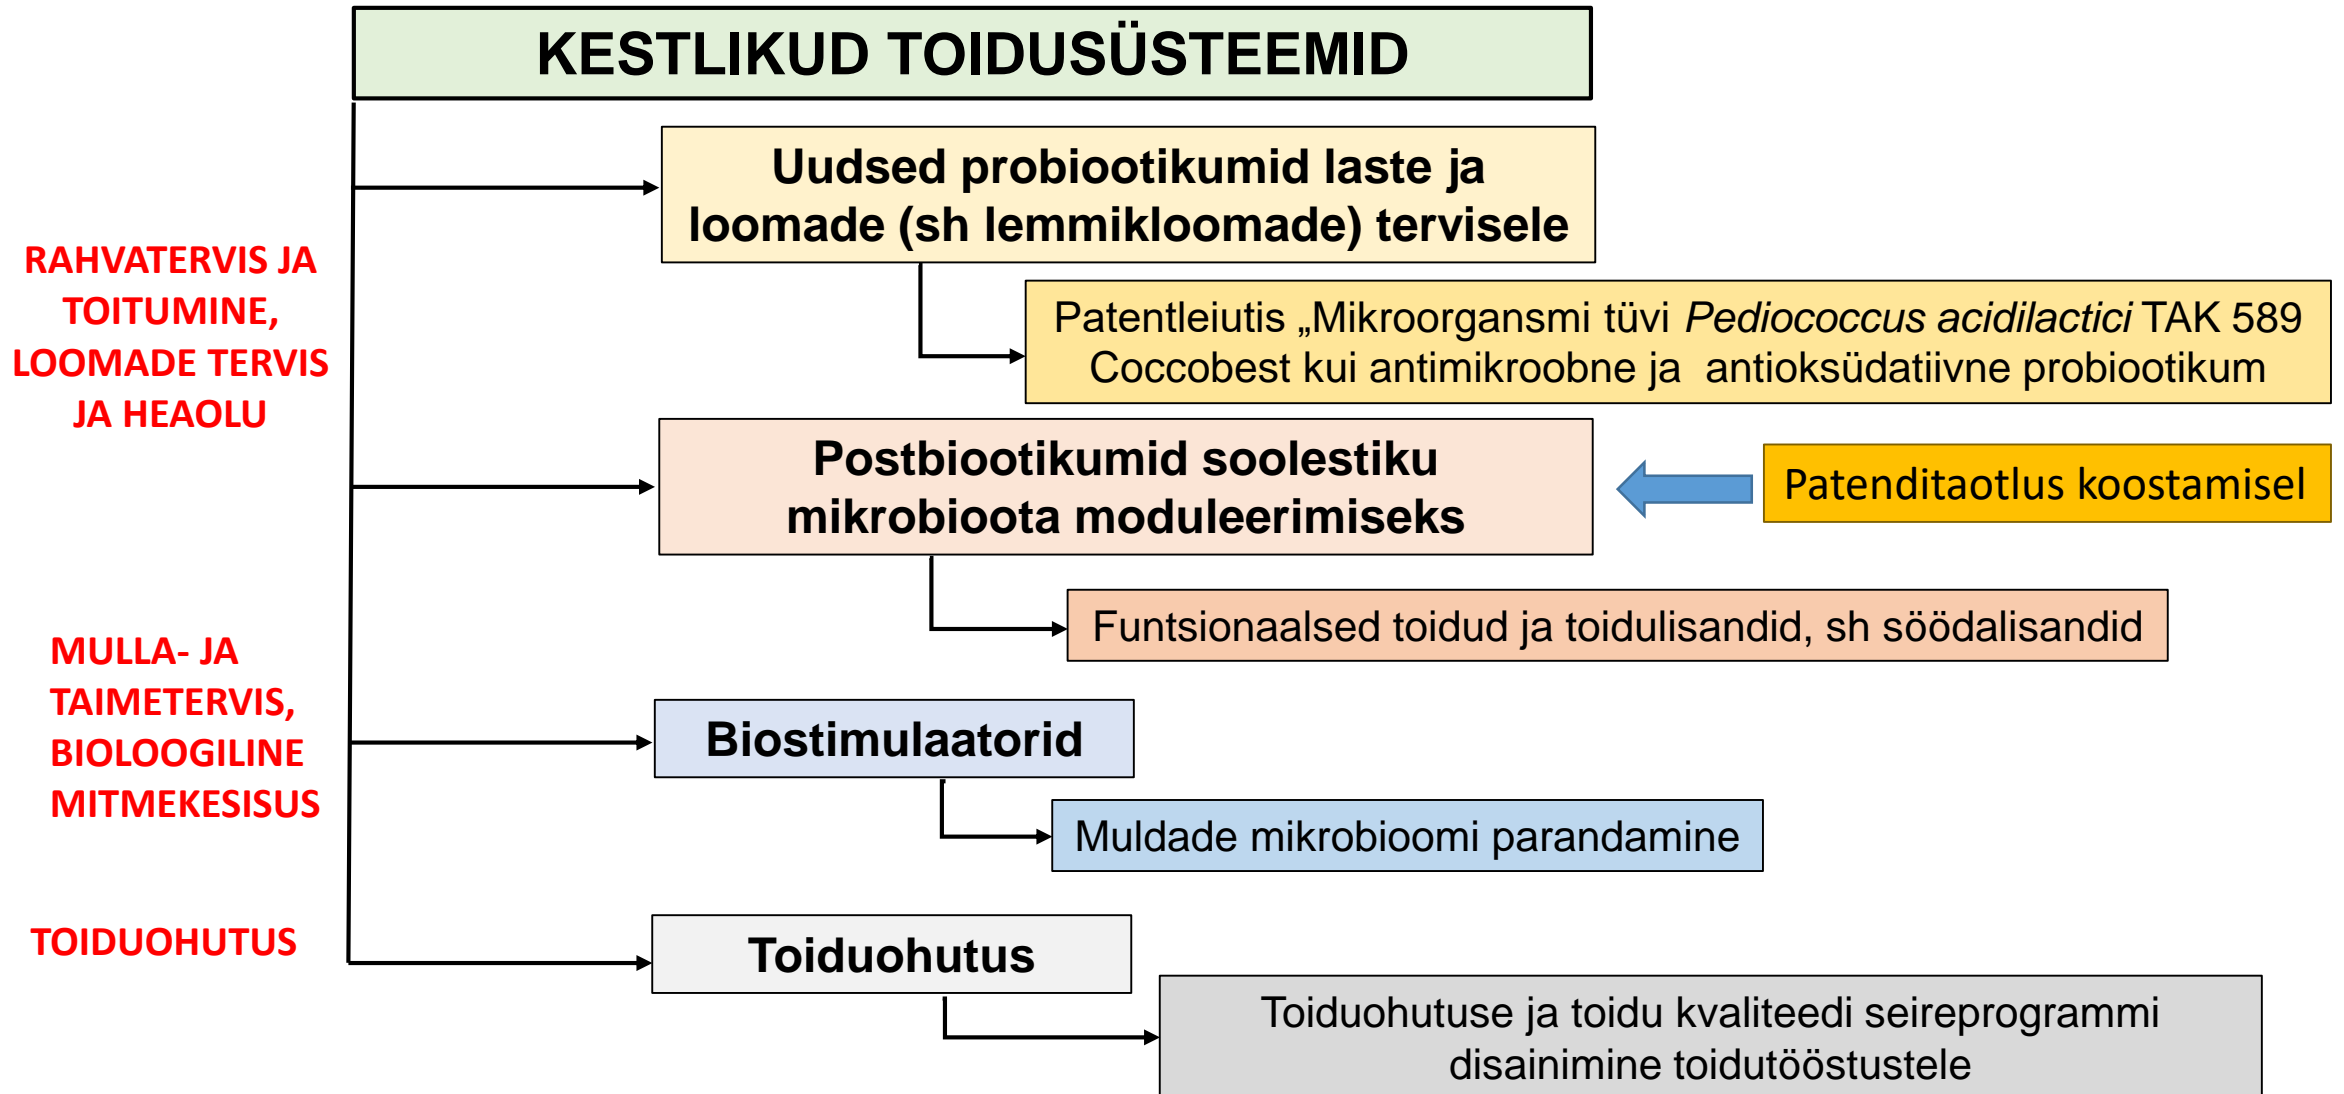 KESTLIKUD TOIDUSÜSTEEMID
Uudsed probiootikumid laste ja
loomade (sh lemmikloomade) tervisele
RAHVATERVIS JA
TOITUMINE,
LOOMADE TERVIS
JA HEAOLU
Patentleiutis „Mikroorgansmi tüvi Pediococcus acidilactici TAK 589
Coccobest kui antimikroobne ja antioksüdatiivne probiootikum
Postbiootikumid soolestiku
mikrobioota moduleerimiseks
Patenditaotlus koostamisel
Funtsionaalsed toidud ja toidulisandid, sh söödalisandid
MULLA- JA
TAIMETERVIS,
BIOLOOGILINE
MITMEKESISUS
Biostimulaatorid
Muldade mikrobioomi parandamine
TOIDUOHUTUS
Toiduohutus
Toiduohutuse ja toidu kvaliteedi seireprogrammi
disainimine toidutööstustele